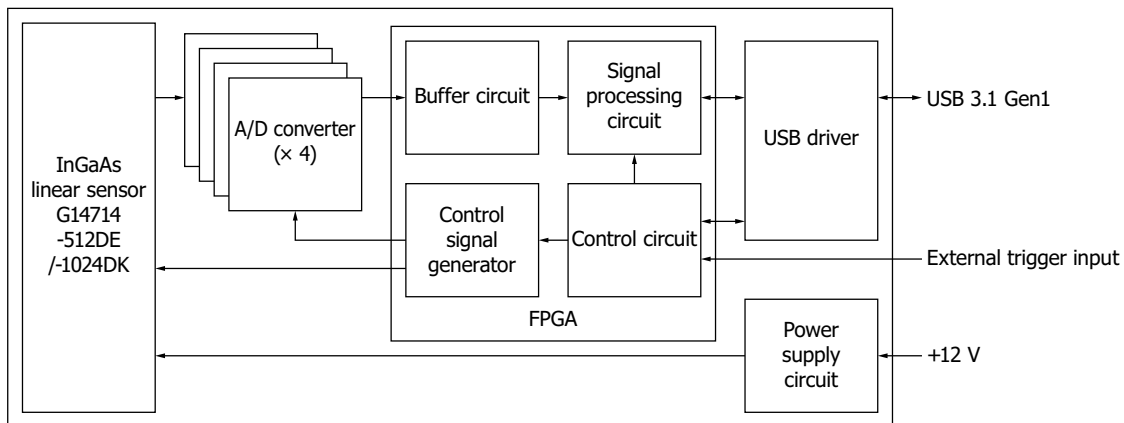 InGaAs
linear sensor
G14714
-512DE
/-1024DK
A/D converter
(× 4)
Buffer circuit
Signal
processing
circuit
USB driver
USB 3.1 Gen1
Control
signal
generator
Control circuit
External trigger input
FPGA
Power
supply
circuit
+12 V